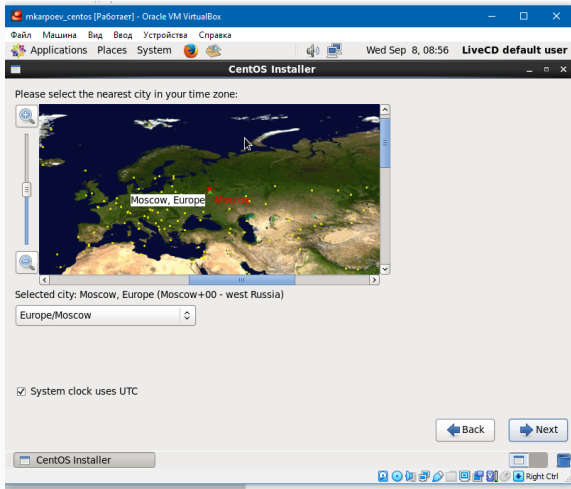 mkarpoev_centos [Работает] - Oracle VM VirtualBox
Файл Машина Вид Ввод Устройства Справка
Applications Places System Wed Sep 8, 08:56 LiveCD default user
CentOS Installer
Please select the nearest city in your time zone:
Moscow, Europe Moscow
Selected city: Moscow, Europe (Moscow+00 - west Russia)
Europe/Moscow
System clock uses UTC
Back Next
CentOS Installer
Right Ctrl